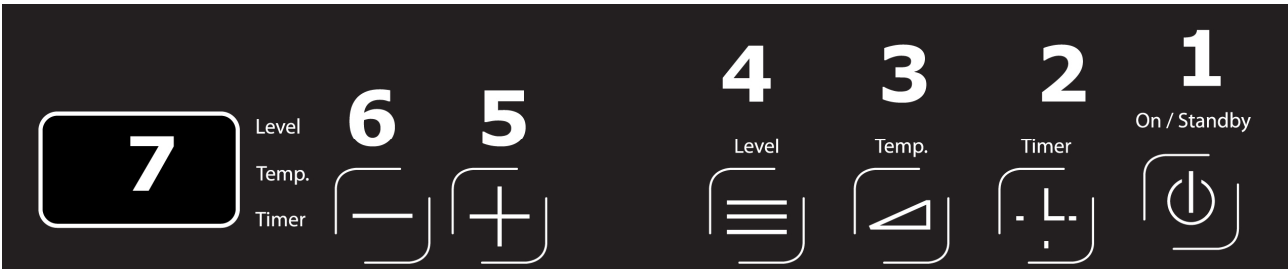 1
4 3 2
On / Standby
6 5
Level
7
Level Temp. Timer
Temp.
Timer